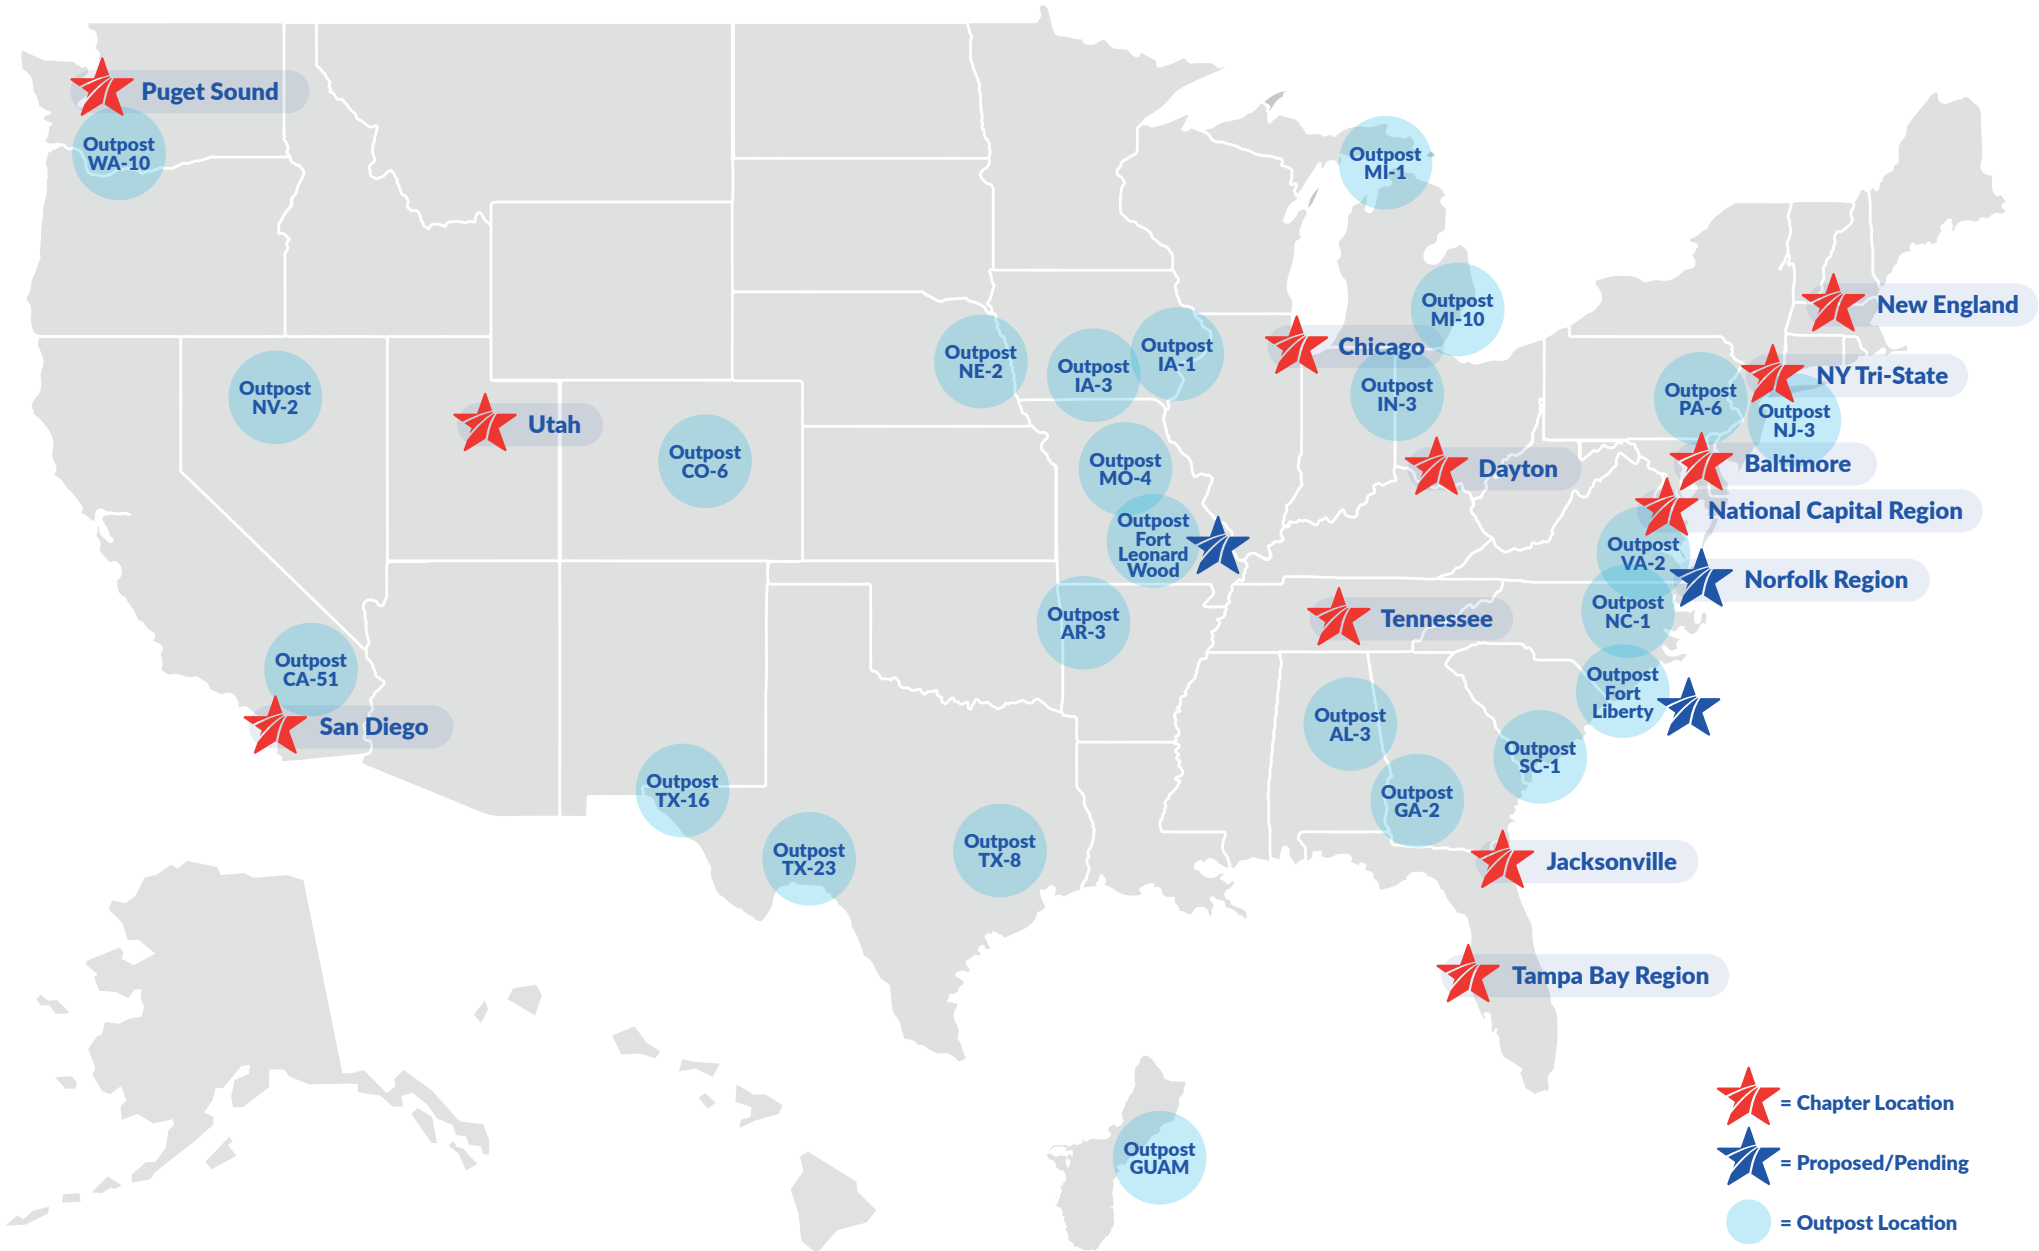 Puget Sound
Outpost
WA-10
Outpost
MI-1
Outpost
MI-10
New England
Outpost
NV-2
Utah
Outpost
CO-6
Outpost
NE-2
Outpost
IA-3
Outpost
IA-1
Chicago
Outpost
IN-3
NY Tri-State
Outpost
PA-6
Outpost
NJ-3
Outpost
MO-4
Dayton
Baltimore
National Capital Region
Outpost
Fort
Leonard
Wood
Outpost
VA-2
Norfolk Region
Outpost
AR-3
Tennessee
Outpost
NC-1
Outpost
CA-51
San Diego
Outpost
Fort
Liberty
Outpost
AL-3
Outpost
SC-1
Outpost
TX-16
Outpost
GA-2
Outpost
TX-23
Outpost
TX-8
Jacksonville
Tampa Bay Region
Outpost
GUAM
= Chapter Location
= Proposed/Pending
= Outpost Location